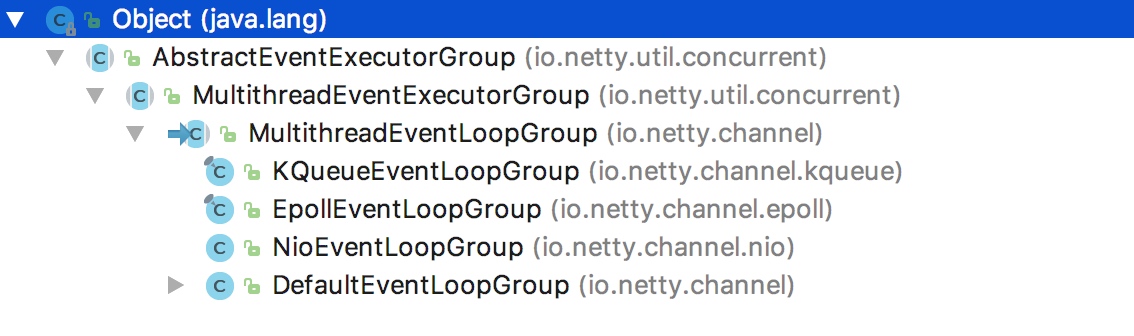 Object (java.lang)
AbstractEventExecutorGroup (io.netty.util.concurrent)
MultithreadEventExecutorGroup (io.netty.util.concurrent)
MultithreadEventLoopGroup (io.netty.channel)
KQueueEventLoopGroup (io.netty.channel.kqueue)
EpollEventLoopGroup (io.netty.channel.epoll)
NioEventLoopGroup (io.netty.channel.nio)
DefaultEventLoopGroup (io.netty.channel)